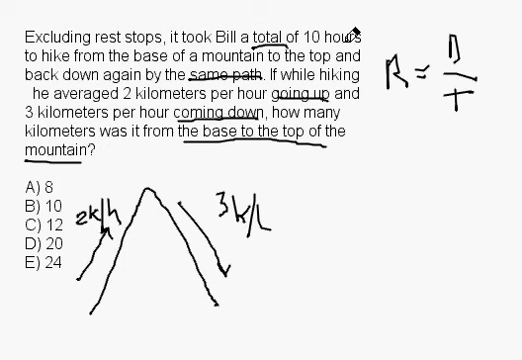 Excluding rest stops, it took Bill a total of 10 hours
to hike from the base of a mountain to the top and
back down again by the same path. If while hiking
he averaged 2 kilometers per hour going up and
3 kilometers per hour coming down, how many
kilometers was it from the base to the top of the
mountain?
R = D
T
A) 8
B) 10
C) 12
D) 20
E) 24
2k/h
3k/h